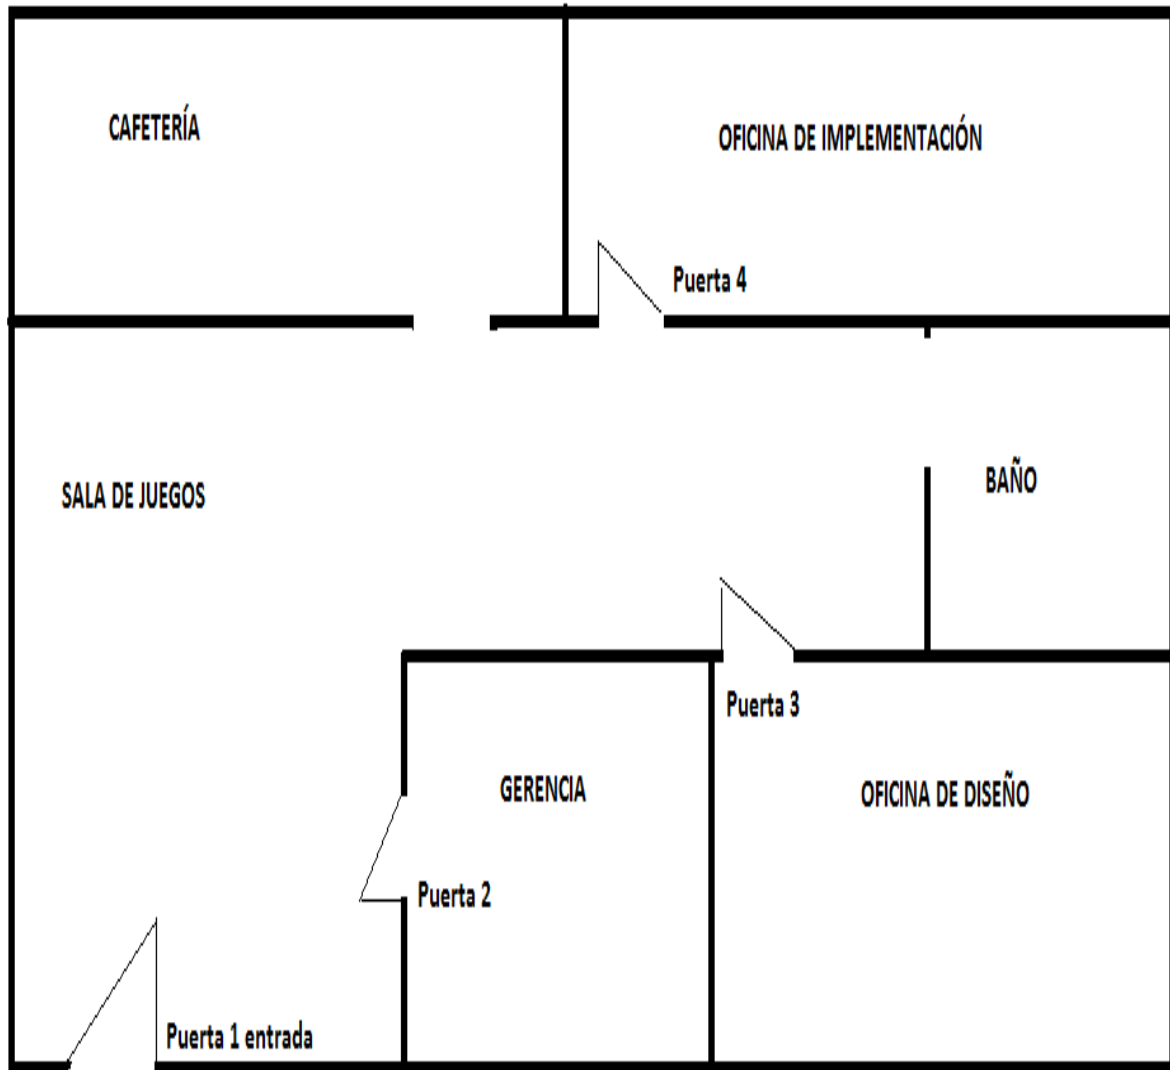 CAFETERÍA
OFICINA DE IMPLEMENTACIÓN
Puerta 4
SALA DE JUEGOS
BAÑO
Puerta 3
GERENCIA
OFICINA DE DISEÑO
Puerta 2
Puerta 1 entrada